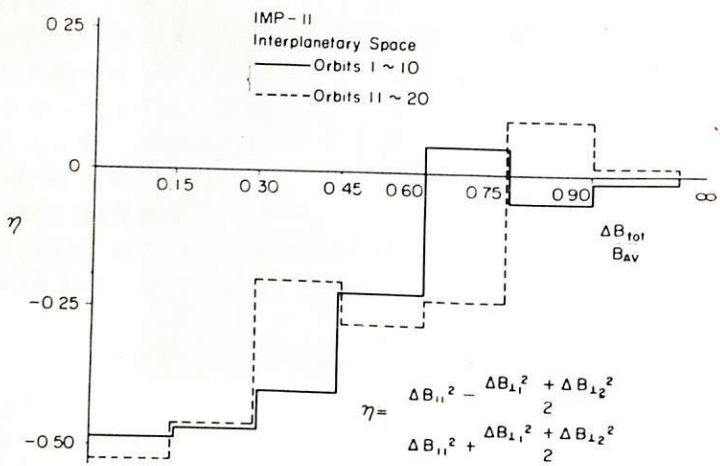 0 25
IMP-II
Interplanetary Space
Orbits 1 ~ 10
Orbits 11 ~ 20
0
0.15 0 30 0 45 0 60 0 75 0 90 ∞
η
ΔB_tot
B_AV
-0 25
η = ΔB_||² - ΔB_⊥1² + ΔB_⊥2²
2
ΔB_||² + ΔB_⊥1² + ΔB_⊥2²
2
-0.50